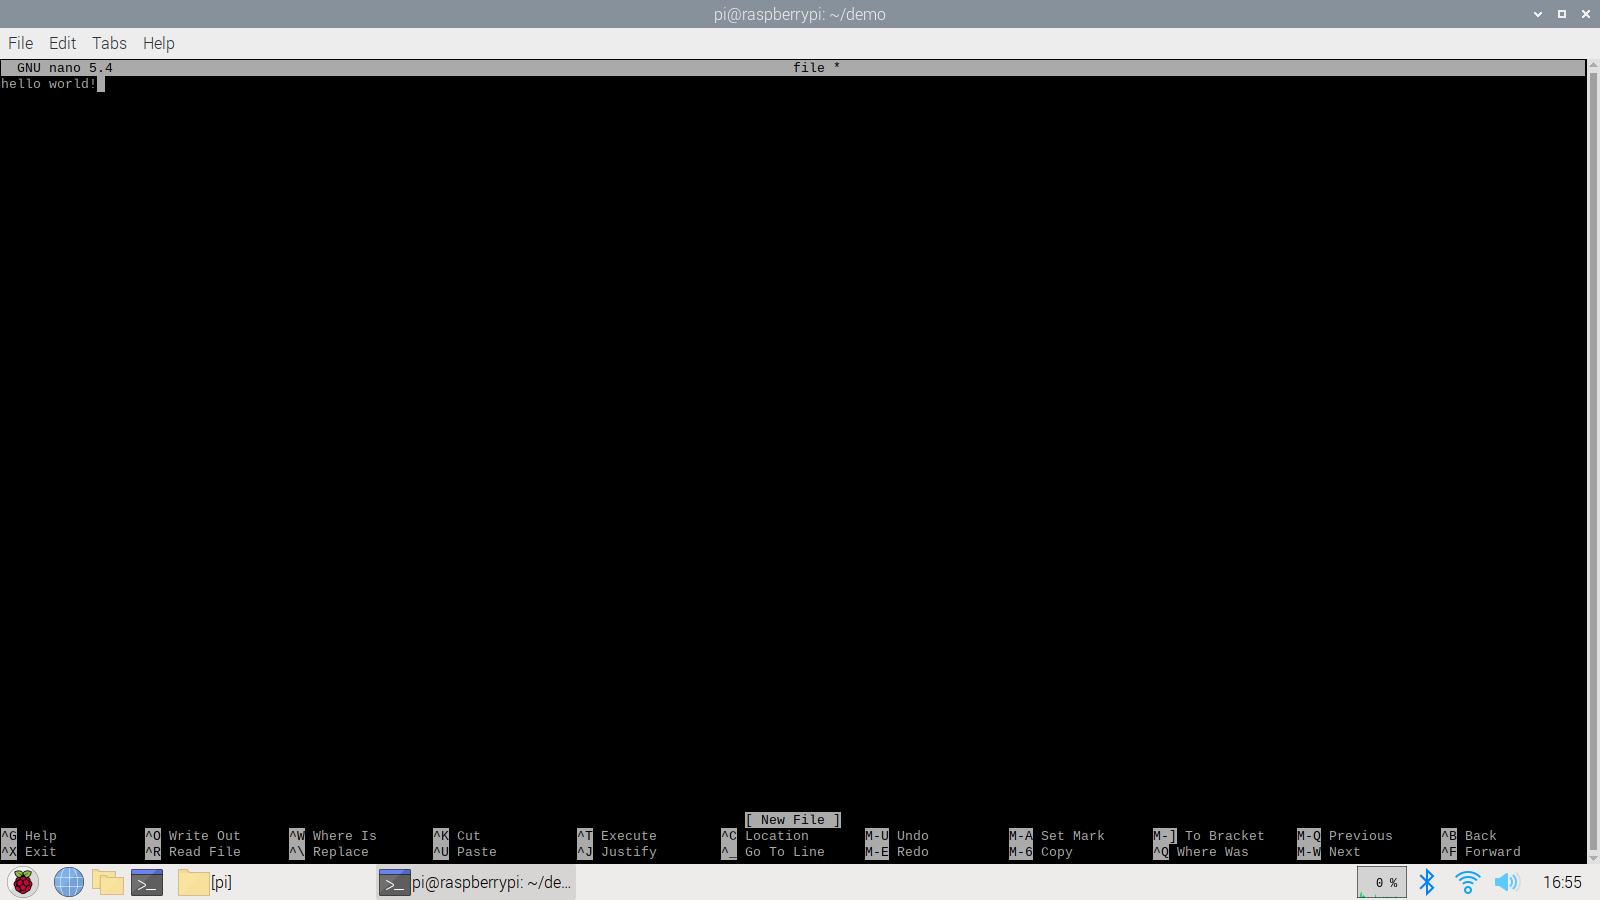 pi@raspberrypi: ~/demo
File Edit Tabs Help
GNU nano 5.4 file *
hello world!
[ New File ]
^G Help ^O Write Out ^W Where Is ^K Cut ^T Execute ^C Location M-U Undo M-A Set Mark M-] To Bracket M-Q Previous ^B Back
^X Exit ^R Read File ^\ Replace ^U Paste ^J Justify ^_ Go To Line M-E Redo M-6 Copy ^Q Where Was M-W Next ^F Forward
>_ [pi] >_ pi@raspberrypi: ~/de... 0 % 16:55